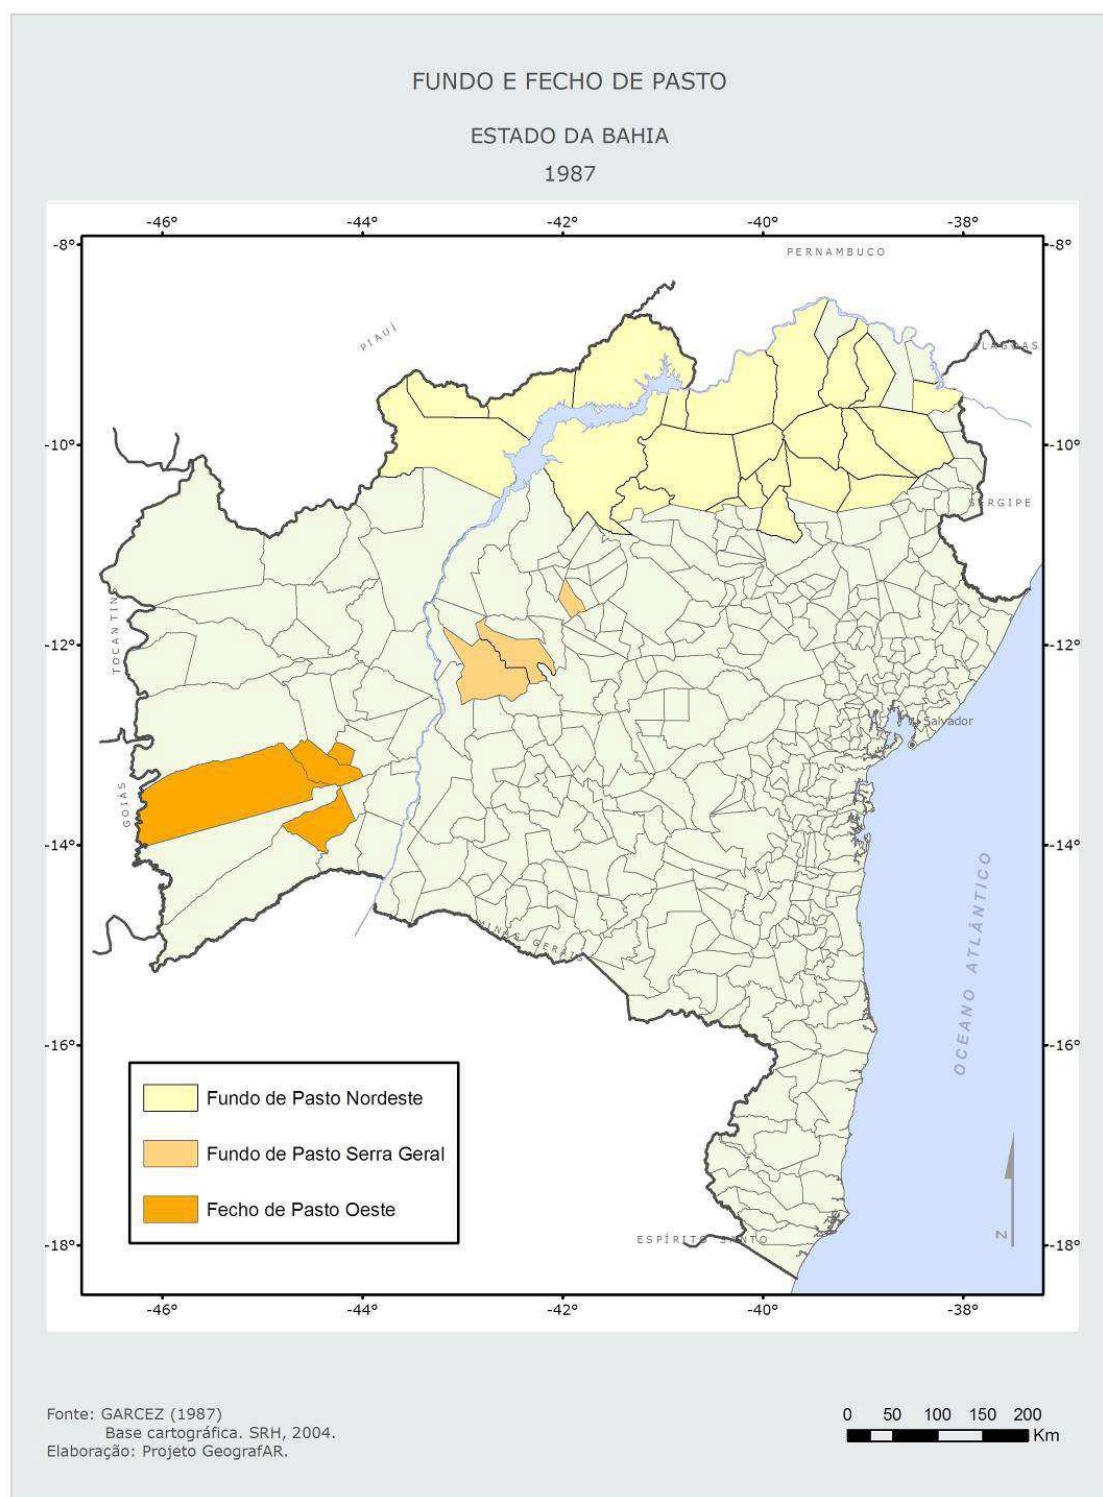 FUNDO E FECHO DE PASTO
ESTADO DA BAHIA
1987
-46° -44° -42° -40° -38°
-8° -8°
PERNAMBUCO
PIAUÍ
ALAGOAS
-10° -10°
SERGIPE
TOCANTINS
-12° -12°
Salvador
GOIÁS
-14° -14°
OCEANO ATLÂNTICO
MINAS GERAIS
-16° -16°
Fundo de Pasto Nordeste
Fundo de Pasto Serra Geral
Fecho de Pasto Oeste
N
ESPÍRITO SANTO
-18° -18°
-46° -44° -42° -40° -38°
Fonte: GARCEZ (1987)
Base cartográfica. SRH, 2004.
Elaboração: Projeto GeografAR.
0 50 100 150 200
Km